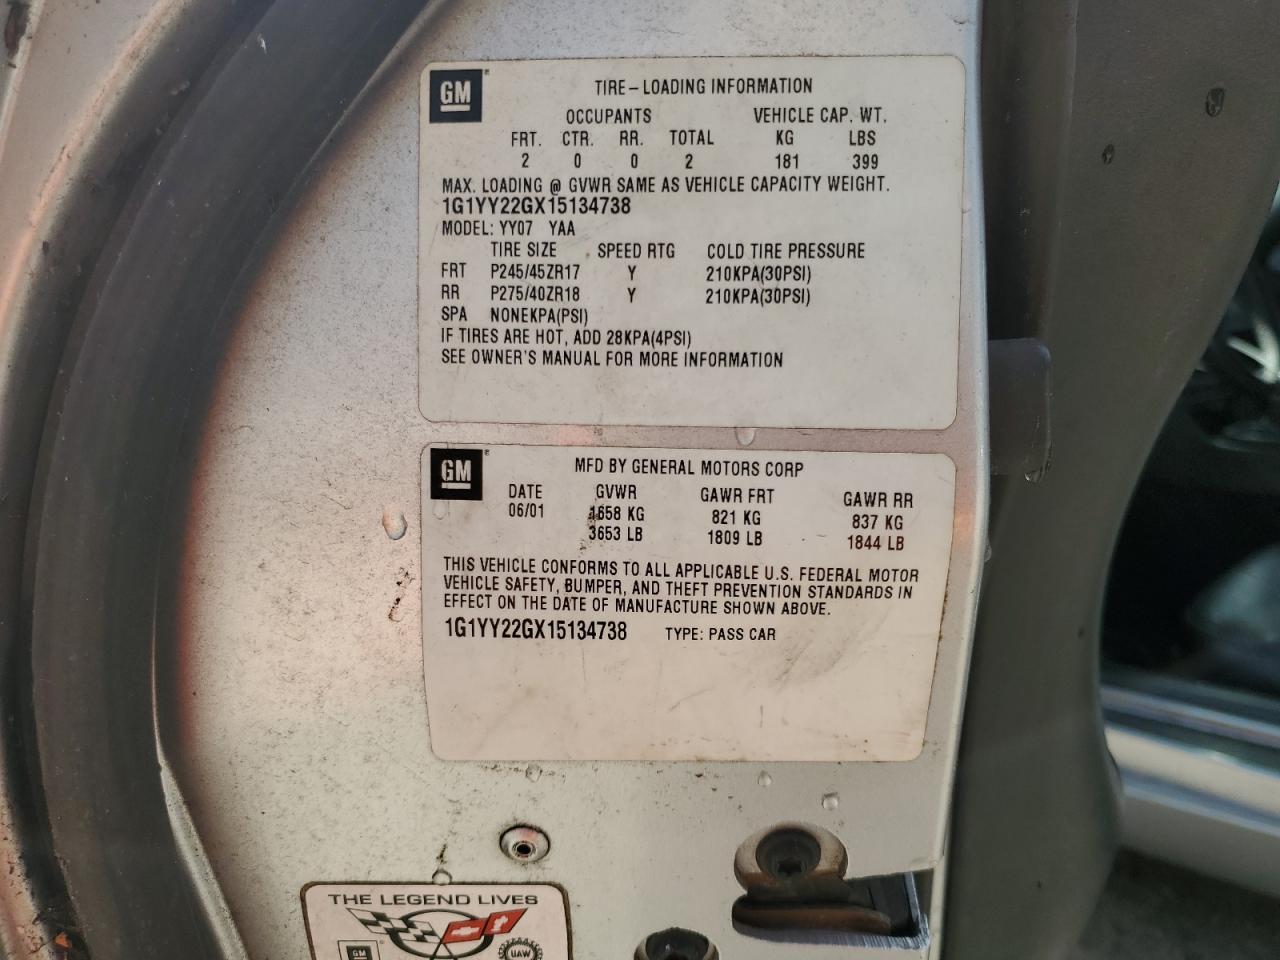 GM
TIRE-LOADING INFORMATION
OCCUPANTS VEHICLE CAP. WT.
FRT. CTR. RR. TOTAL KG LBS
2 0 0 2 181 399
MAX. LOADING @ GVWR SAME AS VEHICLE CAPACITY WEIGHT.
1G1YY22GX15134738
MODEL: YY07 YAA
TIRE SIZE SPEED RTG COLD TIRE PRESSURE
FRT P245/45ZR17 Y 210KPA(30PSI)
RR P275/40ZR18 Y 210KPA(30PSI)
SPA NONEKPA(PSI)
IF TIRES ARE HOT, ADD 28KPA(4PSI)
SEE OWNER'S MANUAL FOR MORE INFORMATION
GM
MFD BY GENERAL MOTORS CORP
DATE GVWR GAWR FRT GAWR RR
06/01 1658 KG 821 KG 837 KG
3653 LB 1809 LB 1844 LB
THIS VEHICLE CONFORMS TO ALL APPLICABLE U.S. FEDERAL MOTOR
VEHICLE SAFETY, BUMPER, AND THEFT PREVENTION STANDARDS IN
EFFECT ON THE DATE OF MANUFACTURE SHOWN ABOVE.
1G1YY22GX15134738 TYPE: PASS CAR
THE LEGEND LIVES
GM UAW